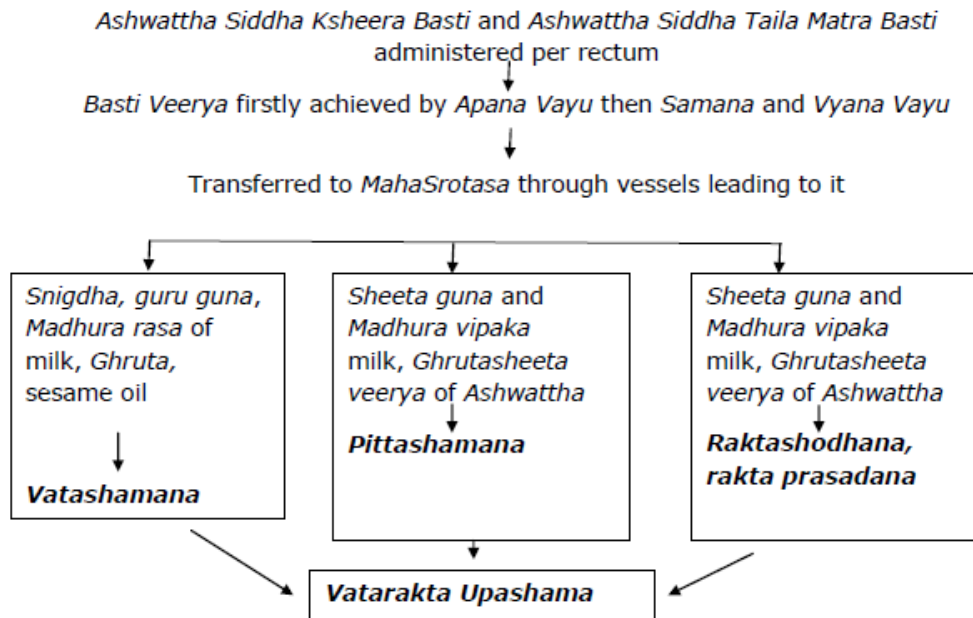 Ashwattha Siddha Ksheera Basti and Ashwattha Siddha Taila Matra Basti
administered per rectum
Basti Veerya firstly achieved by Apana Vayu then Samana and Vyana Vayu
Transferred to MahaSrotasa through vessels leading to it
Snigdha, guru guna,
Madhura rasa of
milk, Ghruta,
sesame oil
Vatashamana
Sheeta guna and
Madhura vipaka
milk, Ghrutasheeta
veerya of Ashwattha
Pittashamana
Sheeta guna and
Madhura vipaka
milk, Ghrutasheeta
veerya of Ashwattha
Raktashodhana,
rakta prasadana
Vatarakta Upashama